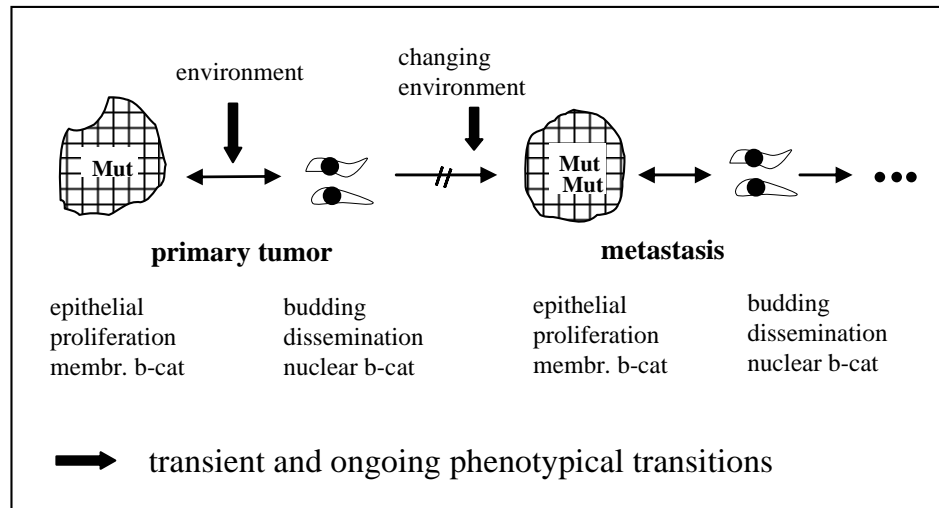 environment
changing
environment
Mut
Mut
Mut
primary tumor
metastasis
epithelial
proliferation
membr. b-cat
budding
dissemination
nuclear b-cat
epithelial
proliferation
membr. b-cat
budding
dissemination
nuclear b-cat
transient and ongoing phenotypical transitions